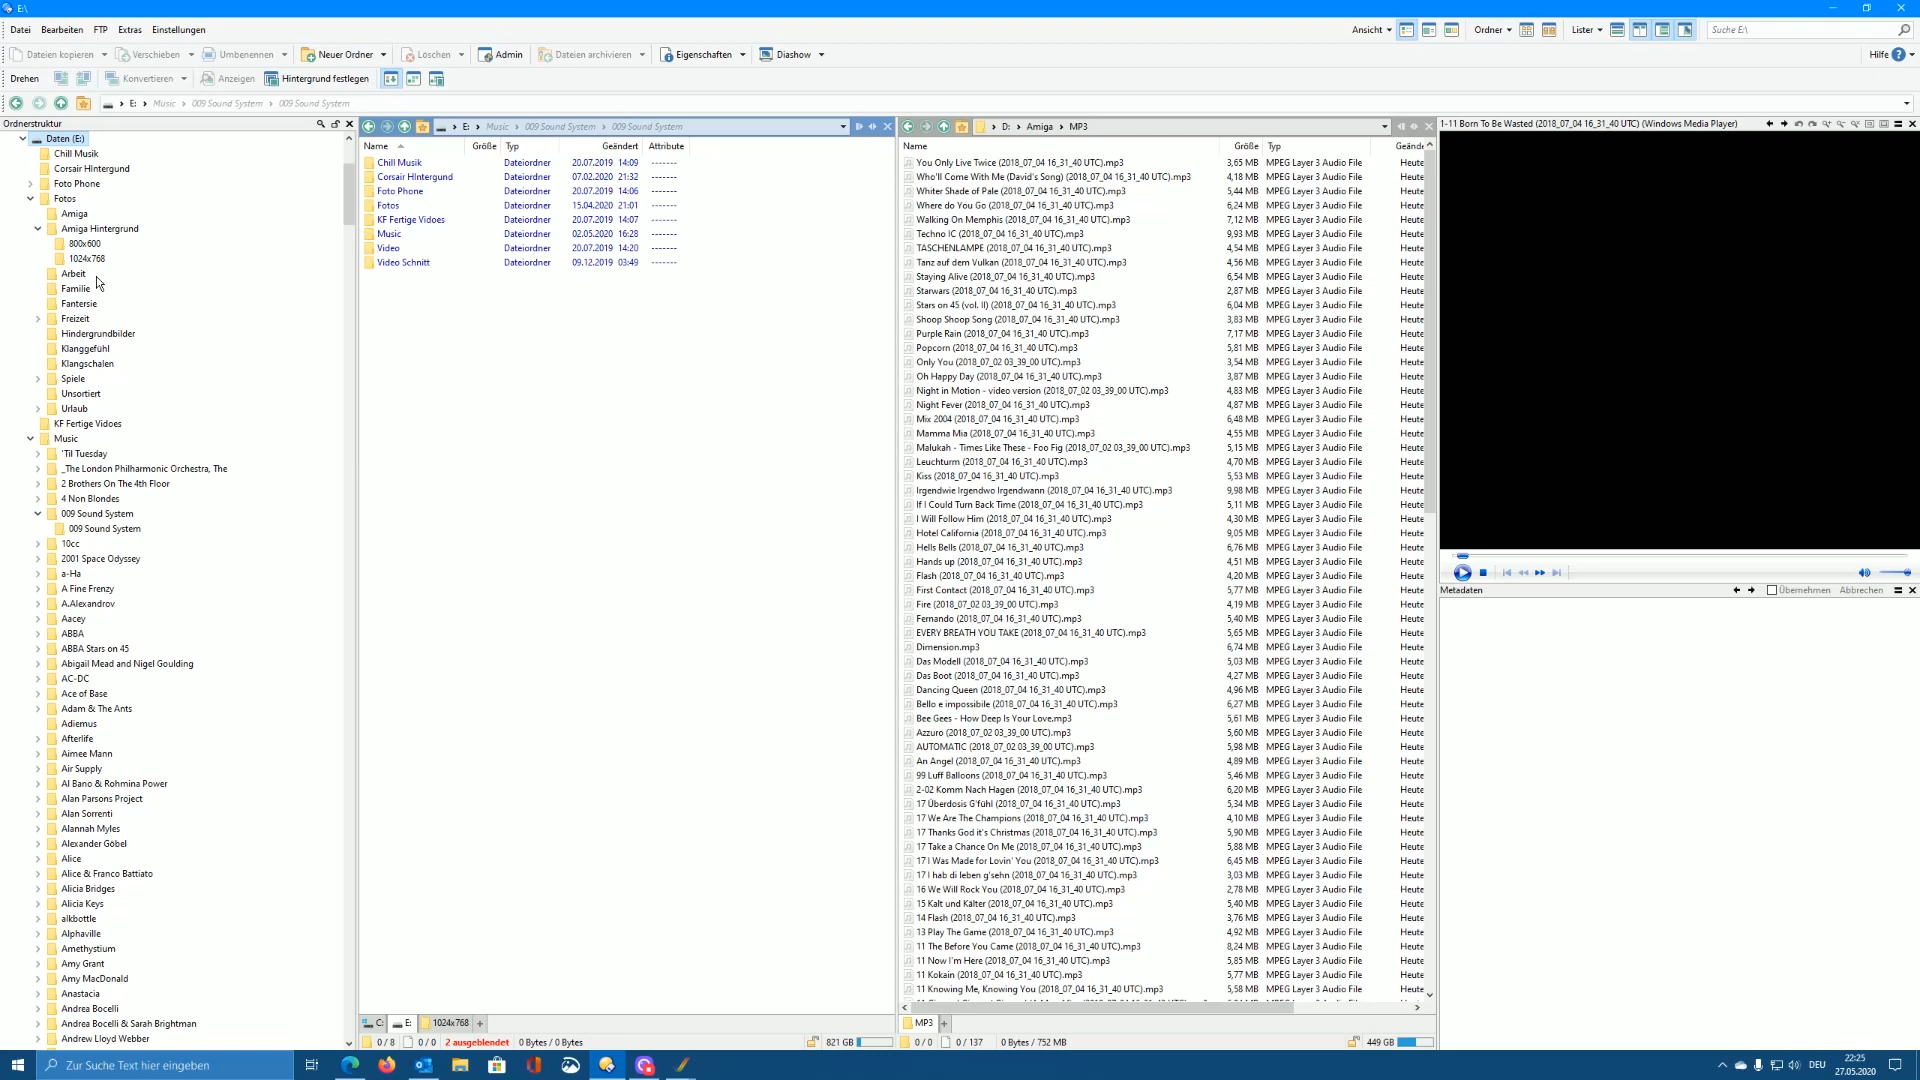 E:\
Datei Bearbeiten FTP Extras Einstellungen
Ansicht Ordner Lister Suche E:\
Dateien kopieren Verschieben Umbenennen Neuer Ordner Löschen Admin Dateien archivieren Eigenschaften Diashow Hilfe
Drehen Konvertieren Anzeigen Hintergrund festlegen
E: Music 009 Sound System 009 Sound System
Ordnerstruktur
Daten (E:)
Chill Musik
Corsair HIntergund
Foto Phone
Fotos
Amiga
Amiga Hintergrund
800x600
1024x768
Arbeit
Familie
Fantersie
Freizeit
Hindergrundbilder
Klanggefühl
Klangschalen
Spiele
Unsortiert
Urlaub
KF Fertige Vidoes
Music
'Til Tuesday
_The London Philharmonic Orchestra, The
2 Brothers On The 4th Floor
4 Non Blondes
009 Sound System
009 Sound System
10cc
2001 Space Odyssey
a-Ha
A Fine Frenzy
A.Alexandrov
Aacey
ABBA
ABBA Stars on 45
Abigail Mead and Nigel Goulding
AC-DC
Ace of Base
Adam & The Ants
Adiemus
Afterlife
Aimee Mann
Air Supply
Al Bano & Rohmina Power
Alan Parsons Project
Alan Sorrenti
Alannah Myles
Alexander Göbel
Alice
Alice & Franco Battiato
Alicia Bridges
Alicia Keys
alkbottle
Alphaville
Amethystium
Amy Grant
Amy MacDonald
Anastacia
Andrea Bocelli
Andrea Bocelli & Sarah Brightman
Andrew Lloyd Webber
E: Music 009 Sound System 009 Sound System
Name Größe Typ Geändert Attribute
Chill Musik Dateiordner 20.07.2019 14:09 -------
Corsair HIntergund Dateiordner 07.02.2020 21:32 -------
Foto Phone Dateiordner 20.07.2019 14:06 -------
Fotos Dateiordner 15.04.2020 21:01 -------
KF Fertige Vidoes Dateiordner 20.07.2019 14:07 -------
Music Dateiordner 02.05.2020 16:28 -------
Video Dateiordner 20.07.2019 14:20 -------
Video Schnitt Dateiordner 09.12.2019 03:49 -------
C: E: 1024x768 +
0 / 8 0 / 0 2 ausgeblendet 0 Bytes / 0 Bytes 821 GB
D: Amiga MP3
Name Größe Typ Geänd
You Only Live Twice (2018_07_04 16_31_40 UTC).mp3 3,65 MB MPEG Layer 3 Audio File Heute
Who'll Come With Me (David's Song) (2018_07_04 16_31_40 UTC).mp3 4,18 MB MPEG Layer 3 Audio File Heute
Whiter Shade of Pale (2018_07_04 16_31_40 UTC).mp3 5,44 MB MPEG Layer 3 Audio File Heute
Where do You Go (2018_07_04 16_31_40 UTC).mp3 6,24 MB MPEG Layer 3 Audio File Heute
Walking On Memphis (2018_07_04 16_31_40 UTC).mp3 7,12 MB MPEG Layer 3 Audio File Heute
Techno IC (2018_07_04 16_31_40 UTC).mp3 9,93 MB MPEG Layer 3 Audio File Heute
TASCHENLAMPE (2018_07_04 16_31_40 UTC).mp3 4,54 MB MPEG Layer 3 Audio File Heute
Tanz auf dem Vulkan (2018_07_04 16_31_40 UTC).mp3 4,56 MB MPEG Layer 3 Audio File Heute
Staying Alive (2018_07_04 16_31_40 UTC).mp3 6,54 MB MPEG Layer 3 Audio File Heute
Starwars (2018_07_04 16_31_40 UTC).mp3 2,87 MB MPEG Layer 3 Audio File Heute
Stars on 45 (vol. II) (2018_07_04 16_31_40 UTC).mp3 6,04 MB MPEG Layer 3 Audio File Heute
Shoop Shoop Song (2018_07_04 16_31_40 UTC).mp3 3,83 MB MPEG Layer 3 Audio File Heute
Purple Rain (2018_07_04 16_31_40 UTC).mp3 7,17 MB MPEG Layer 3 Audio File Heute
Popcorn (2018_07_04 16_31_40 UTC).mp3 5,81 MB MPEG Layer 3 Audio File Heute
Only You (2018_07_02 03_39_00 UTC).mp3 3,54 MB MPEG Layer 3 Audio File Heute
Oh Happy Day (2018_07_04 16_31_40 UTC).mp3 3,87 MB MPEG Layer 3 Audio File Heute
Night in Motion - video version (2018_07_02 03_39_00 UTC).mp3 4,83 MB MPEG Layer 3 Audio File Heute
Night Fever (2018_07_04 16_31_40 UTC).mp3 4,87 MB MPEG Layer 3 Audio File Heute
Mix 2004 (2018_07_04 16_31_40 UTC).mp3 6,48 MB MPEG Layer 3 Audio File Heute
Mamma Mia (2018_07_04 16_31_40 UTC).mp3 4,55 MB MPEG Layer 3 Audio File Heute
Malukah - Times Like These - Foo Fig (2018_07_02 03_39_00 UTC).mp3 5,15 MB MPEG Layer 3 Audio File Heute
Leuchturm (2018_07_04 16_31_40 UTC).mp3 4,70 MB MPEG Layer 3 Audio File Heute
Kiss (2018_07_04 16_31_40 UTC).mp3 5,53 MB MPEG Layer 3 Audio File Heute
Irgendwie Irgendwo Irgendwann (2018_07_04 16_31_40 UTC).mp3 9,98 MB MPEG Layer 3 Audio File Heute
If I Could Turn Back Time (2018_07_04 16_31_40 UTC).mp3 5,11 MB MPEG Layer 3 Audio File Heute
I Will Follow Him (2018_07_04 16_31_40 UTC).mp3 4,30 MB MPEG Layer 3 Audio File Heute
Hotel California (2018_07_04 16_31_40 UTC).mp3 9,05 MB MPEG Layer 3 Audio File Heute
Hells Bells (2018_07_04 16_31_40 UTC).mp3 6,76 MB MPEG Layer 3 Audio File Heute
Hands up (2018_07_04 16_31_40 UTC).mp3 4,51 MB MPEG Layer 3 Audio File Heute
Flash (2018_07_04 16_31_40 UTC).mp3 4,20 MB MPEG Layer 3 Audio File Heute
First Contact (2018_07_04 16_31_40 UTC).mp3 5,77 MB MPEG Layer 3 Audio File Heute
Fire (2018_07_02 03_39_00 UTC).mp3 4,19 MB MPEG Layer 3 Audio File Heute
Fernando (2018_07_04 16_31_40 UTC).mp3 5,40 MB MPEG Layer 3 Audio File Heute
EVERY BREATH YOU TAKE (2018_07_04 16_31_40 UTC).mp3 5,65 MB MPEG Layer 3 Audio File Heute
Dimension.mp3 6,74 MB MPEG Layer 3 Audio File Heute
Das Modell (2018_07_04 16_31_40 UTC).mp3 5,03 MB MPEG Layer 3 Audio File Heute
Das Boot (2018_07_04 16_31_40 UTC).mp3 4,27 MB MPEG Layer 3 Audio File Heute
Dancing Queen (2018_07_04 16_31_40 UTC).mp3 4,96 MB MPEG Layer 3 Audio File Heute
Bello e impossibile (2018_07_04 16_31_40 UTC).mp3 6,27 MB MPEG Layer 3 Audio File Heute
Bee Gees - How Deep Is Your Love.mp3 5,61 MB MPEG Layer 3 Audio File Heute
Azzuro (2018_07_02 03_39_00 UTC).mp3 5,60 MB MPEG Layer 3 Audio File Heute
AUTOMATIC (2018_07_02 03_39_00 UTC).mp3 5,98 MB MPEG Layer 3 Audio File Heute
An Angel (2018_07_04 16_31_40 UTC).mp3 4,89 MB MPEG Layer 3 Audio File Heute
99 Luff Balloons (2018_07_04 16_31_40 UTC).mp3 5,46 MB MPEG Layer 3 Audio File Heute
2-02 Komm Nach Hagen (2018_07_04 16_31_40 UTC).mp3 6,20 MB MPEG Layer 3 Audio File Heute
17 Überdosis G'fühl (2018_07_04 16_31_40 UTC).mp3 5,34 MB MPEG Layer 3 Audio File Heute
17 We Are The Champions (2018_07_04 16_31_40 UTC).mp3 4,10 MB MPEG Layer 3 Audio File Heute
17 Thanks God it's Christmas (2018_07_04 16_31_40 UTC).mp3 5,90 MB MPEG Layer 3 Audio File Heute
17 Take a Chance On Me (2018_07_04 16_31_40 UTC).mp3 5,88 MB MPEG Layer 3 Audio File Heute
17 I Was Made for Lovin' You (2018_07_04 16_31_40 UTC).mp3 6,45 MB MPEG Layer 3 Audio File Heute
17 I hab di leben g'sehn (2018_07_04 16_31_40 UTC).mp3 3,03 MB MPEG Layer 3 Audio File Heute
16 We Will Rock You (2018_07_04 16_31_40 UTC).mp3 2,78 MB MPEG Layer 3 Audio File Heute
15 Kalt und Kälter (2018_07_04 16_31_40 UTC).mp3 5,40 MB MPEG Layer 3 Audio File Heute
14 Flash (2018_07_04 16_31_40 UTC).mp3 3,76 MB MPEG Layer 3 Audio File Heute
13 Play The Game (2018_07_04 16_31_40 UTC).mp3 4,92 MB MPEG Layer 3 Audio File Heute
11 The Before You Came (2018_07_04 16_31_40 UTC).mp3 8,24 MB MPEG Layer 3 Audio File Heute
11 Now I'm Here (2018_07_04 16_31_40 UTC).mp3 5,85 MB MPEG Layer 3 Audio File Heute
11 Kokain (2018_07_04 16_31_40 UTC).mp3 5,77 MB MPEG Layer 3 Audio File Heute
11 Knowing Me, Knowing You (2018_07_04 16_31_40 UTC).mp3 5,58 MB MPEG Layer 3 Audio File Heute
MP3 +
0 / 0 0 / 137 0 Bytes / 752 MB 449 GB
1-11 Born To Be Wasted (2018_07_04 16_31_40 UTC) (Windows Media Player)
Metadaten Übernehmen Abbrechen
Zur Suche Text hier eingeben
DEU 22:25
27.05.2020